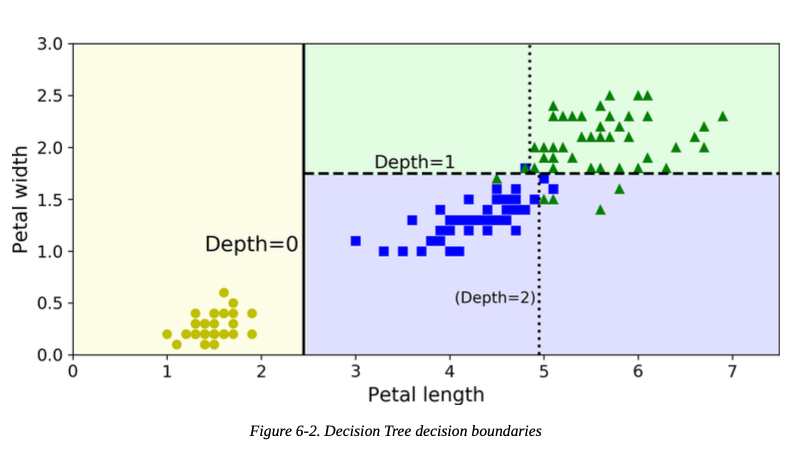 3.0
2.5
2.0
1.5
1.0
0.5
0.0
Petal width
Depth=1
Depth=0
(Depth=2)
0 1 2 3 4 5 6 7
Petal length
Figure 6-2. Decision Tree decision boundaries